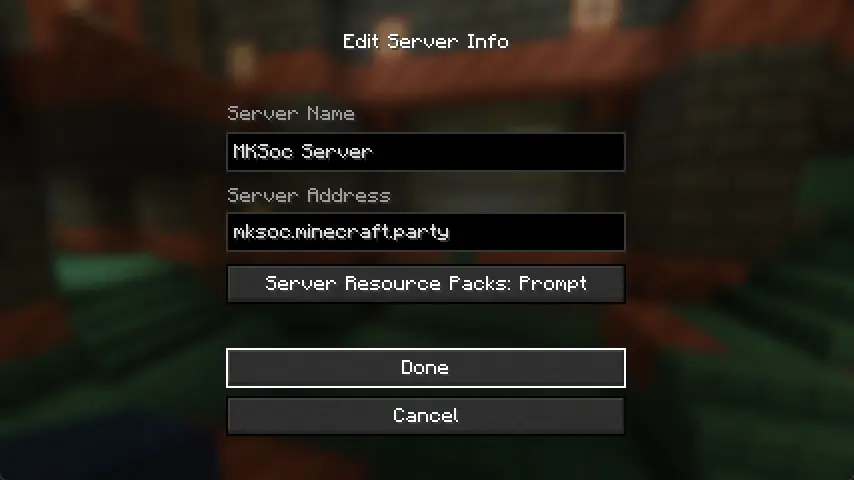 Edit Server Info
Server Name
MKSoc Server
Server Address
mksoc.minecraft.party
Server Resource Packs: Prompt
Done
Cancel